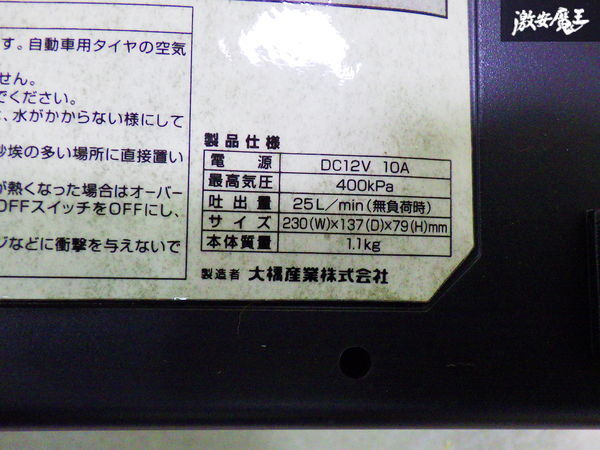 激安魔王
す。自動車用タイヤの空気
せん。
でください。
、水がかからない様にして
砂埃の多い場所に直接置い
が熱くなった場合はオーバー
OFFスイッチをOFFにし、
ジなどに衝撃を与えないで
製品仕様
電源 DC12V 10A
最高気圧 400kPa
吐出量 25L/min(無負荷時)
サイズ 230(W)×137(D)×79(H)mm
本体質量 1.1kg
製造者 大橋産業株式会社